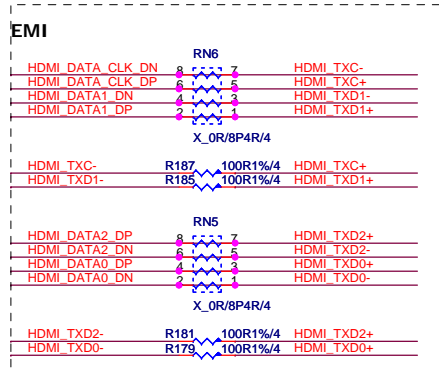 EMI
RN6
HDMI_DATA_CLK_DN 8 7 HDMI_TXC-
HDMI_DATA_CLK_DP 6 5 HDMI_TXC+
HDMI_DATA1_DN 4 3 HDMI_TXD1-
HDMI_DATA1_DP 2 1 HDMI_TXD1+
X_0R/8P4R/4
HDMI_TXC- R187 100R1%/4 HDMI_TXC+
HDMI_TXD1- R185 100R1%/4 HDMI_TXD1+
RN5
HDMI_DATA2_DP 8 7 HDMI_TXD2+
HDMI_DATA2_DN 6 5 HDMI_TXD2-
HDMI_DATA0_DP 4 3 HDMI_TXD0+
HDMI_DATA0_DN 2 1 HDMI_TXD0-
X_0R/8P4R/4
HDMI_TXD2- R181 100R1%/4 HDMI_TXD2+
HDMI_TXD0- R179 100R1%/4 HDMI_TXD0+